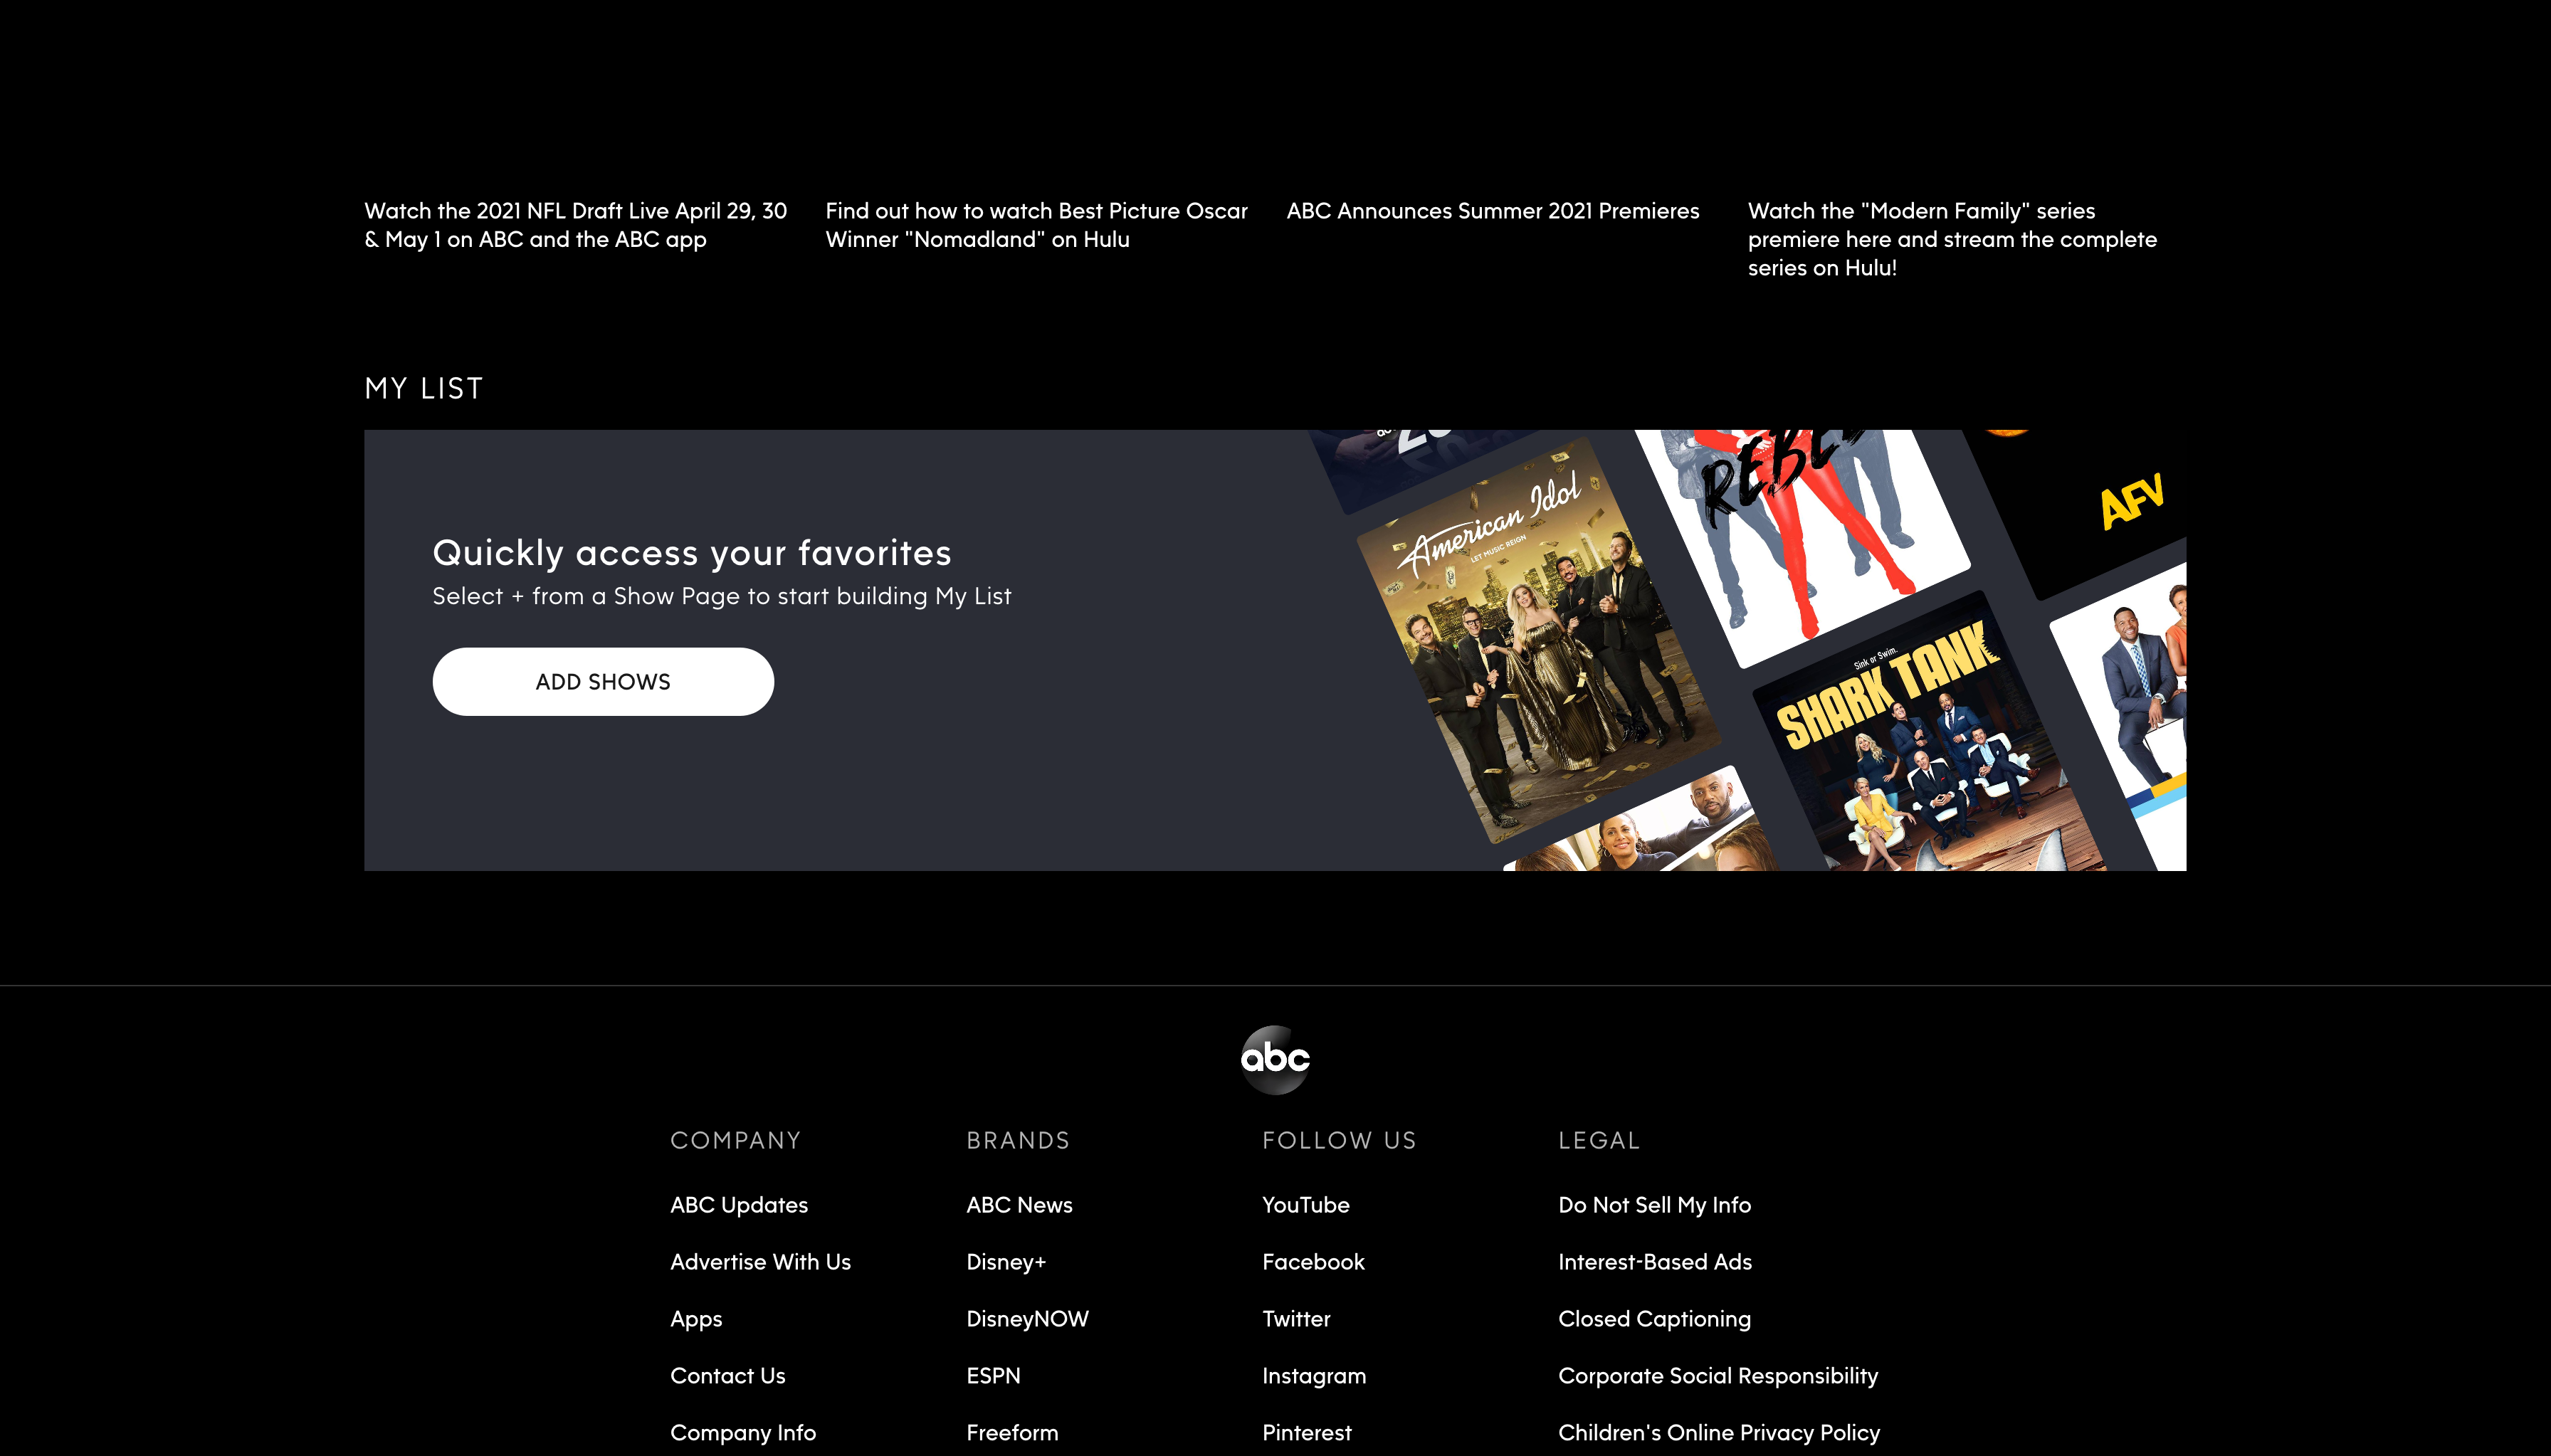 Watch the 2021 NFL Draft Live April 29, 30
& May 1 on ABC and the ABC app
Find out how to watch Best Picture Oscar
Winner "Nomadland" on Hulu
ABC Announces Summer 2021 Premieres
Watch the "Modern Family" series
premiere here and stream the complete
series on Hulu!
MY LIST
Quickly access your favorites
Select + from a Show Page to start building My List
ADD SHOWS
American Idol
LET MUSIC REIGN
REBEL
AFV
Sink or Swim.
SHARK TANK
abc
COMPANY
ABC Updates
Advertise With Us
Apps
Contact Us
Company Info
BRANDS
ABC News
Disney+
DisneyNOW
ESPN
Freeform
FOLLOW US
YouTube
Facebook
Twitter
Instagram
Pinterest
LEGAL
Do Not Sell My Info
Interest-Based Ads
Closed Captioning
Corporate Social Responsibility
Children's Online Privacy Policy